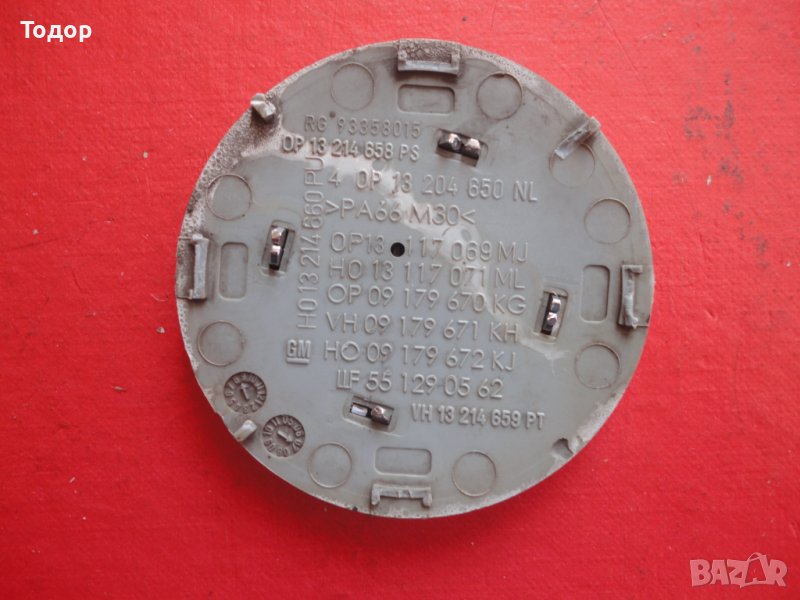 Тодор
RG 93358015
OP 13 214 658 PS
4 OP 13 204 650 NL
>PA66 M30<
HO 13 214 660 PU
OP13 117 069 MJ
HO 13 117 071 ML
OP 09 179 670 KG
VH 09 179 671 KH
GM HO 09 179 672 KJ
ШF 55 129 05 62
VH 13 214 659 PT
BAZAR